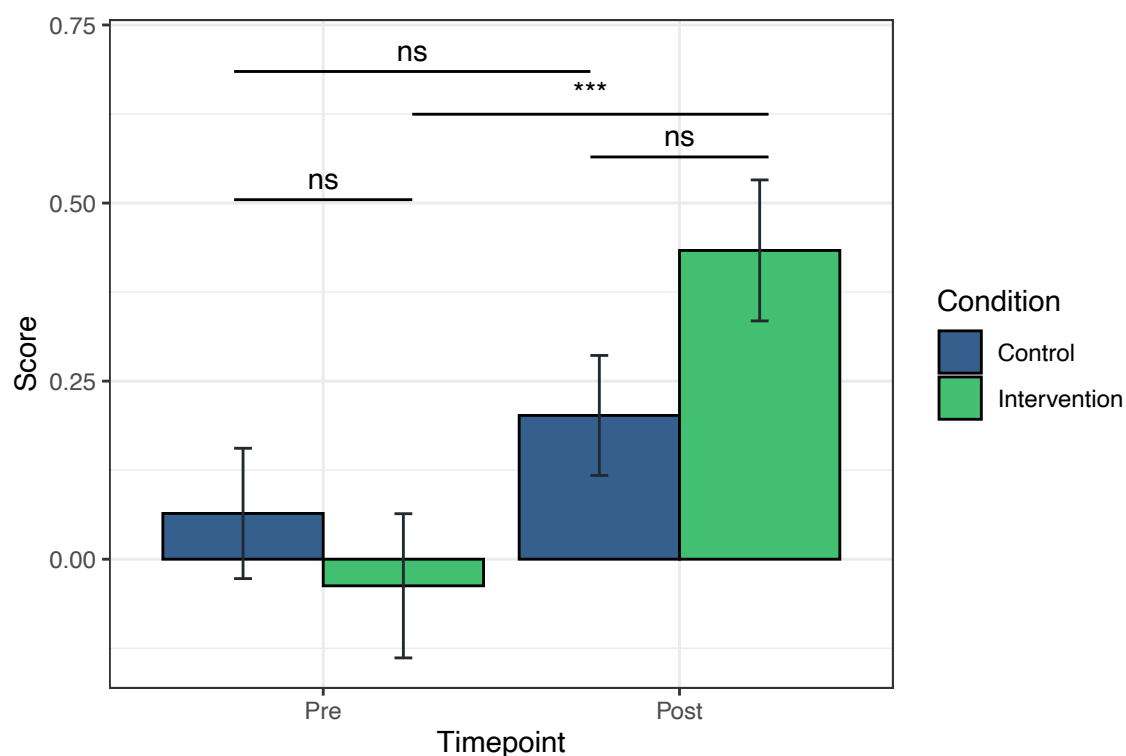 0.75
0.50
0.25
0.00
Score
ns
***
ns
ns
Pre
Post
Timepoint
Condition
Control
Intervention